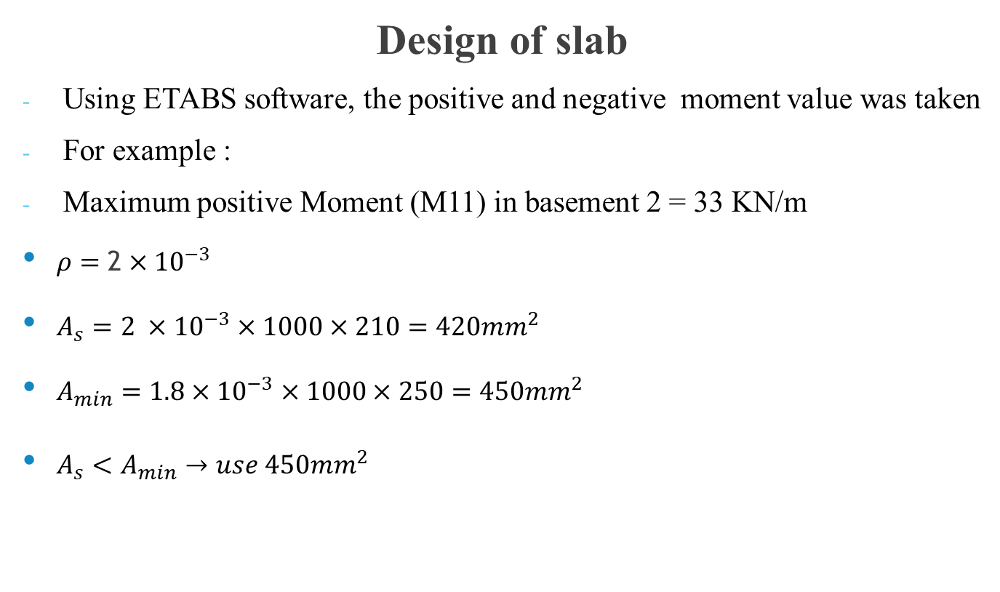 Design of slab
- Using ETABS software, the positive and negative moment value was taken
- For example :
- Maximum positive Moment (M11) in basement 2 = 33 KN/m
• 𝜌 = 2 × 10⁻³
• 𝐴ₛ = 2 × 10⁻³ × 1000 × 210 = 420𝑚𝑚²
• 𝐴𝑚𝑖𝑛 = 1.8 × 10⁻³ × 1000 × 250 = 450𝑚𝑚²
• 𝐴ₛ < 𝐴𝑚𝑖𝑛 → 𝑢𝑠𝑒 450𝑚𝑚²